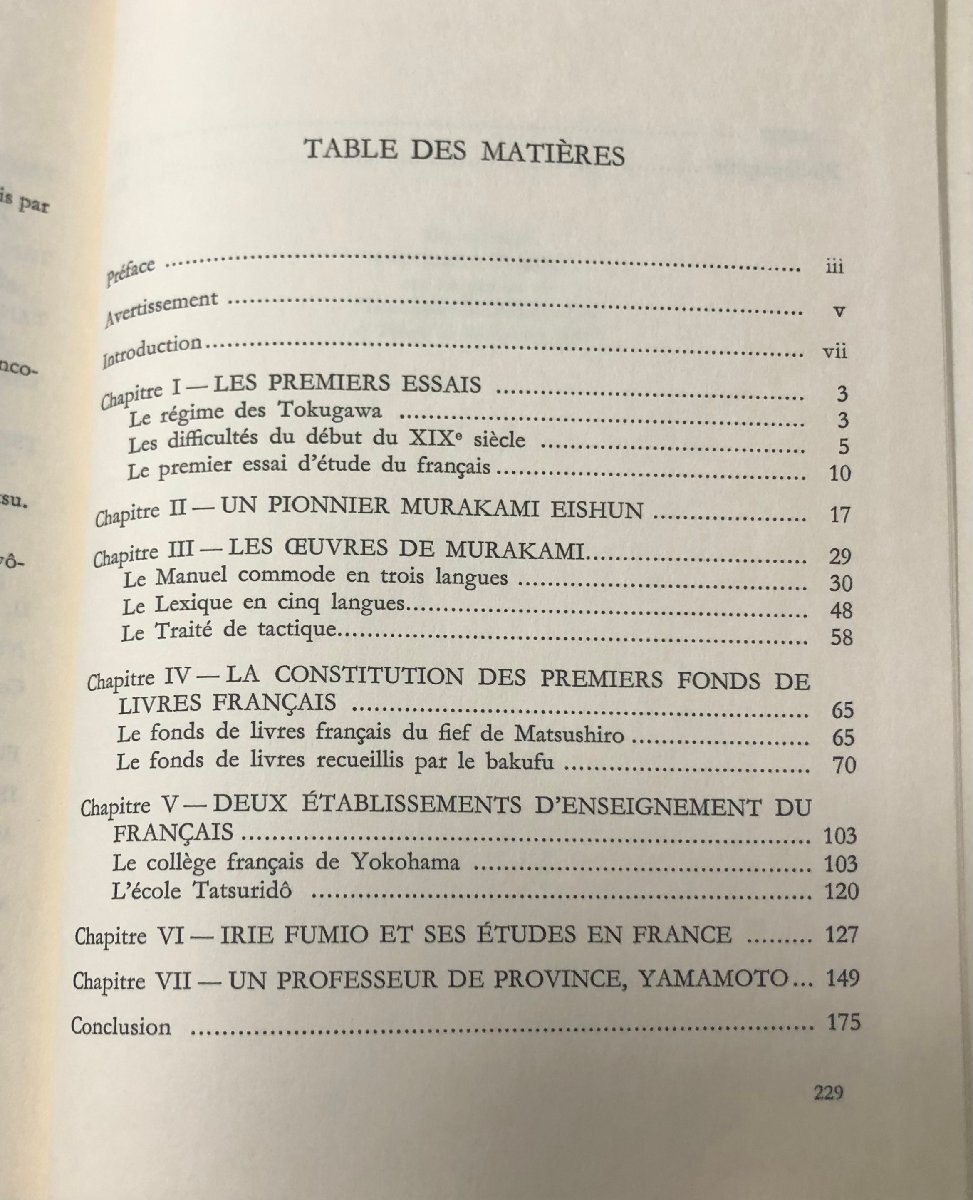 is par
nco-
su.
vô-
TABLE DES MATIÈRES
Préface ........ iii
Avertissement ........ v
Introduction ........ vii
Chapitre I — LES PREMIERS ESSAIS ........ 3
Le régime des Tokugawa ........ 3
Les difficultés du début du XIXᵉ siècle ........ 5
Le premier essai d'étude du français ........ 10
Chapitre II — UN PIONNIER MURAKAMI EISHUN ........ 17
Chapitre III — LES ŒUVRES DE MURAKAMI ........ 29
Le Manuel commode en trois langues ........ 30
Le Lexique en cinq langues ........ 48
Le Traité de tactique ........ 58
Chapitre IV — LA CONSTITUTION DES PREMIERS FONDS DE
LIVRES FRANÇAIS ........ 65
Le fonds de livres français du fief de Matsushiro ........ 65
Le fonds de livres recueillis par le bakufu ........ 70
Chapitre V — DEUX ÉTABLISSEMENTS D'ENSEIGNEMENT DU
FRANÇAIS ........ 103
Le collège français de Yokohama ........ 103
L'école Tatsuridô ........ 120
Chapitre VI — IRIE FUMIO ET SES ÉTUDES EN FRANCE ........ 127
Chapitre VII — UN PROFESSEUR DE PROVINCE, YAMAMOTO ... 149
Conclusion ........ 175
229